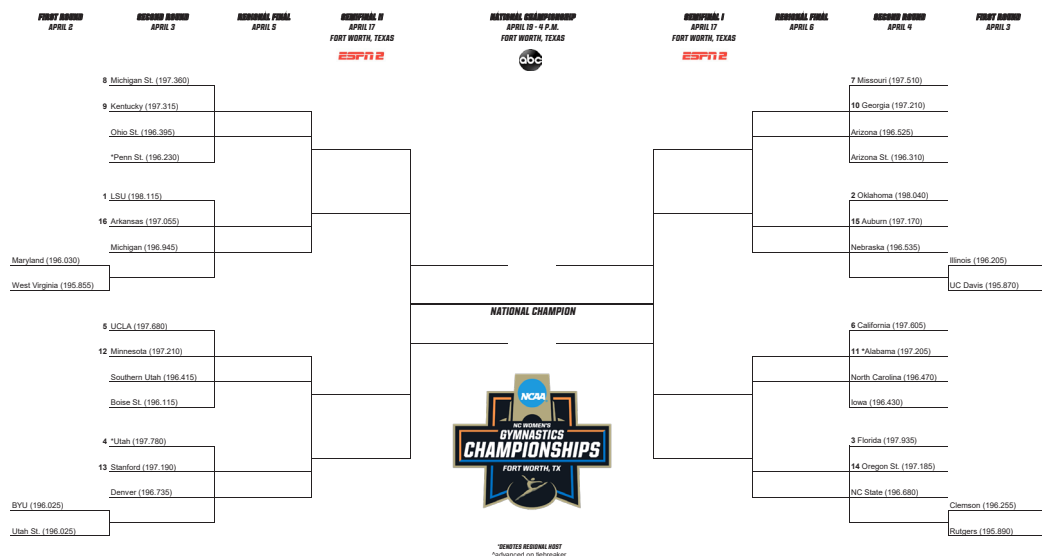 FIRST ROUND
APRIL 2
SECOND ROUND
APRIL 3
REGIONAL FINAL
APRIL 5
SEMIFINAL II
APRIL 17
FORT WORTH, TEXAS
ESPN2
NATIONAL CHAMPIONSHIP
APRIL 19 - 4 P.M.
FORT WORTH, TEXAS
abc
SEMIFINAL I
APRIL 17
FORT WORTH, TEXAS
ESPN2
REGIONAL FINAL
APRIL 6
SECOND ROUND
APRIL 4
FIRST ROUND
APRIL 3
8 Michigan St. (197.360)
9 Kentucky (197.315)
Ohio St. (196.395)
*Penn St. (196.230)
1 LSU (198.115)
16 Arkansas (197.055)
Michigan (196.945)
Maryland (196.030)
West Virginia (195.855)
5 UCLA (197.680)
12 Minnesota (197.210)
Southern Utah (196.415)
Boise St. (196.115)
4 *Utah (197.780)
13 Stanford (197.190)
Denver (196.735)
BYU (196.025)
Utah St. (196.025)
NATIONAL CHAMPION
NCAA
NC WOMEN'S
GYMNASTICS
CHAMPIONSHIPS
FORT WORTH, TX
*DENOTES REGIONAL HOST
^advanced on tiebreaker
7 Missouri (197.510)
10 Georgia (197.210)
Arizona (196.525)
Arizona St. (196.310)
2 Oklahoma (198.040)
15 Auburn (197.170)
Nebraska (196.535)
Illinois (196.205)
UC Davis (195.870)
6 California (197.605)
11 *Alabama (197.205)
North Carolina (196.470)
Iowa (196.430)
3 Florida (197.935)
14 Oregon St. (197.185)
NC State (196.680)
Clemson (196.255)
Rutgers (195.890)